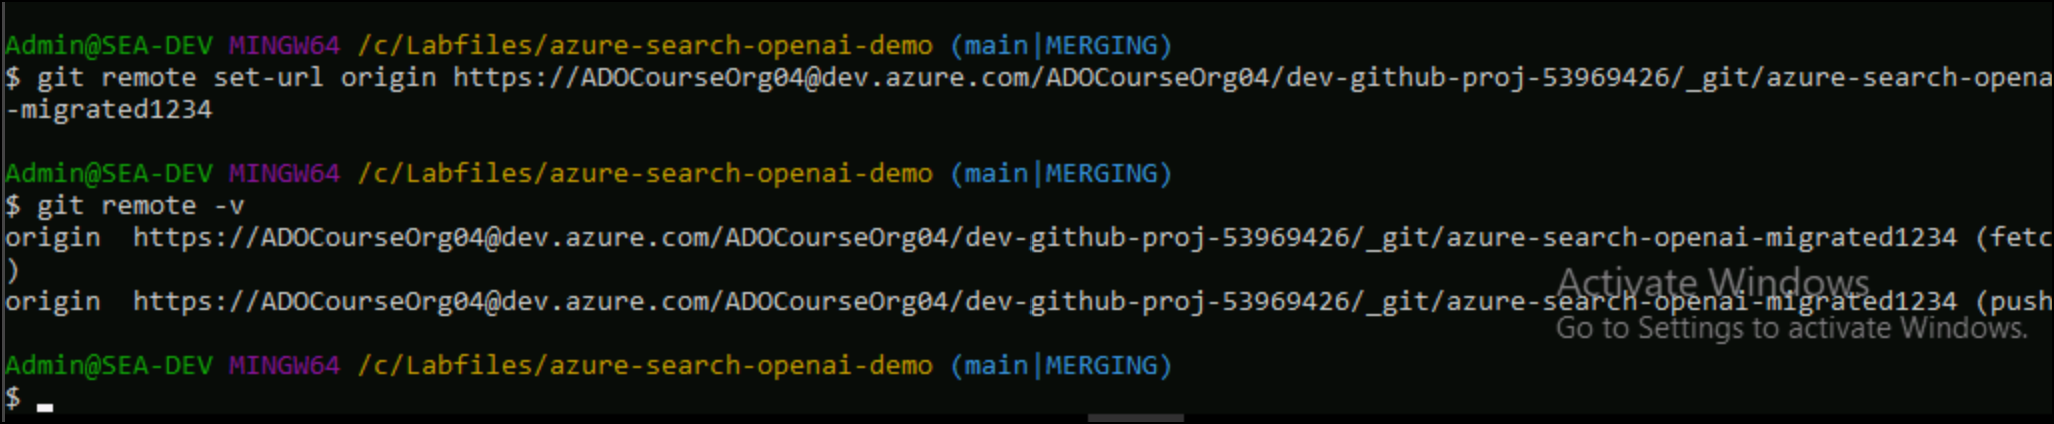 Admin@SEA-DEV MINGW64 /c/Labfiles/azure-search-openai-demo (main|MERGING)
$ git remote set-url origin https://ADOCourseOrg04@dev.azure.com/ADOCourseOrg04/dev-github-proj-53969426/_git/azure-search-opena
-migrated1234
Admin@SEA-DEV MINGW64 /c/Labfiles/azure-search-openai-demo (main|MERGING)
$ git remote -v
origin  https://ADOCourseOrg04@dev.azure.com/ADOCourseOrg04/dev-github-proj-53969426/_git/azure-search-openai-migrated1234 (fetc
)
Activate Windows
origin  https://ADOCourseOrg04@dev.azure.com/ADOCourseOrg04/dev-github-proj-53969426/_git/azure-search-openai-migrated1234 (push
Go to Settings to activate Windows.
Admin@SEA-DEV MINGW64 /c/Labfiles/azure-search-openai-demo (main|MERGING)
$